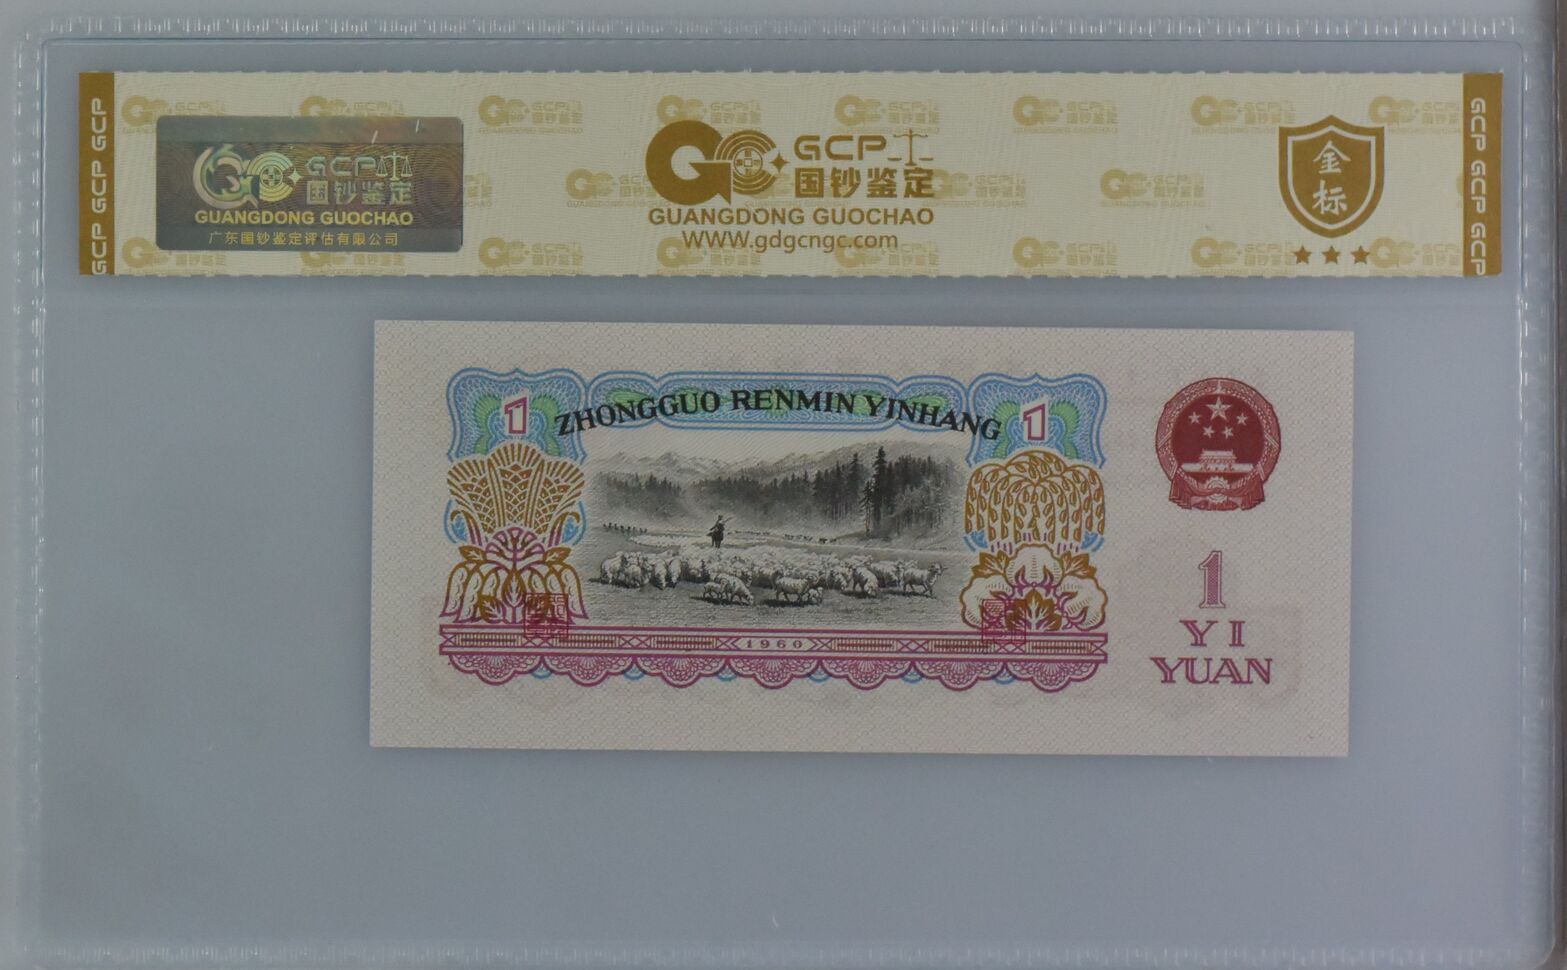 GCP GCP GCP
GCP
国钞鉴定
GUANGDONG GUOCHAO
广东国钞鉴定评估有限公司
GCP
国钞鉴定
GUANGDONG GUOCHAO
WWW.gdgcngc.com
金标
GCP GCP GCP
1
ZHONGGUO RENMIN YINHANG
1
1960
1
YI
YUAN